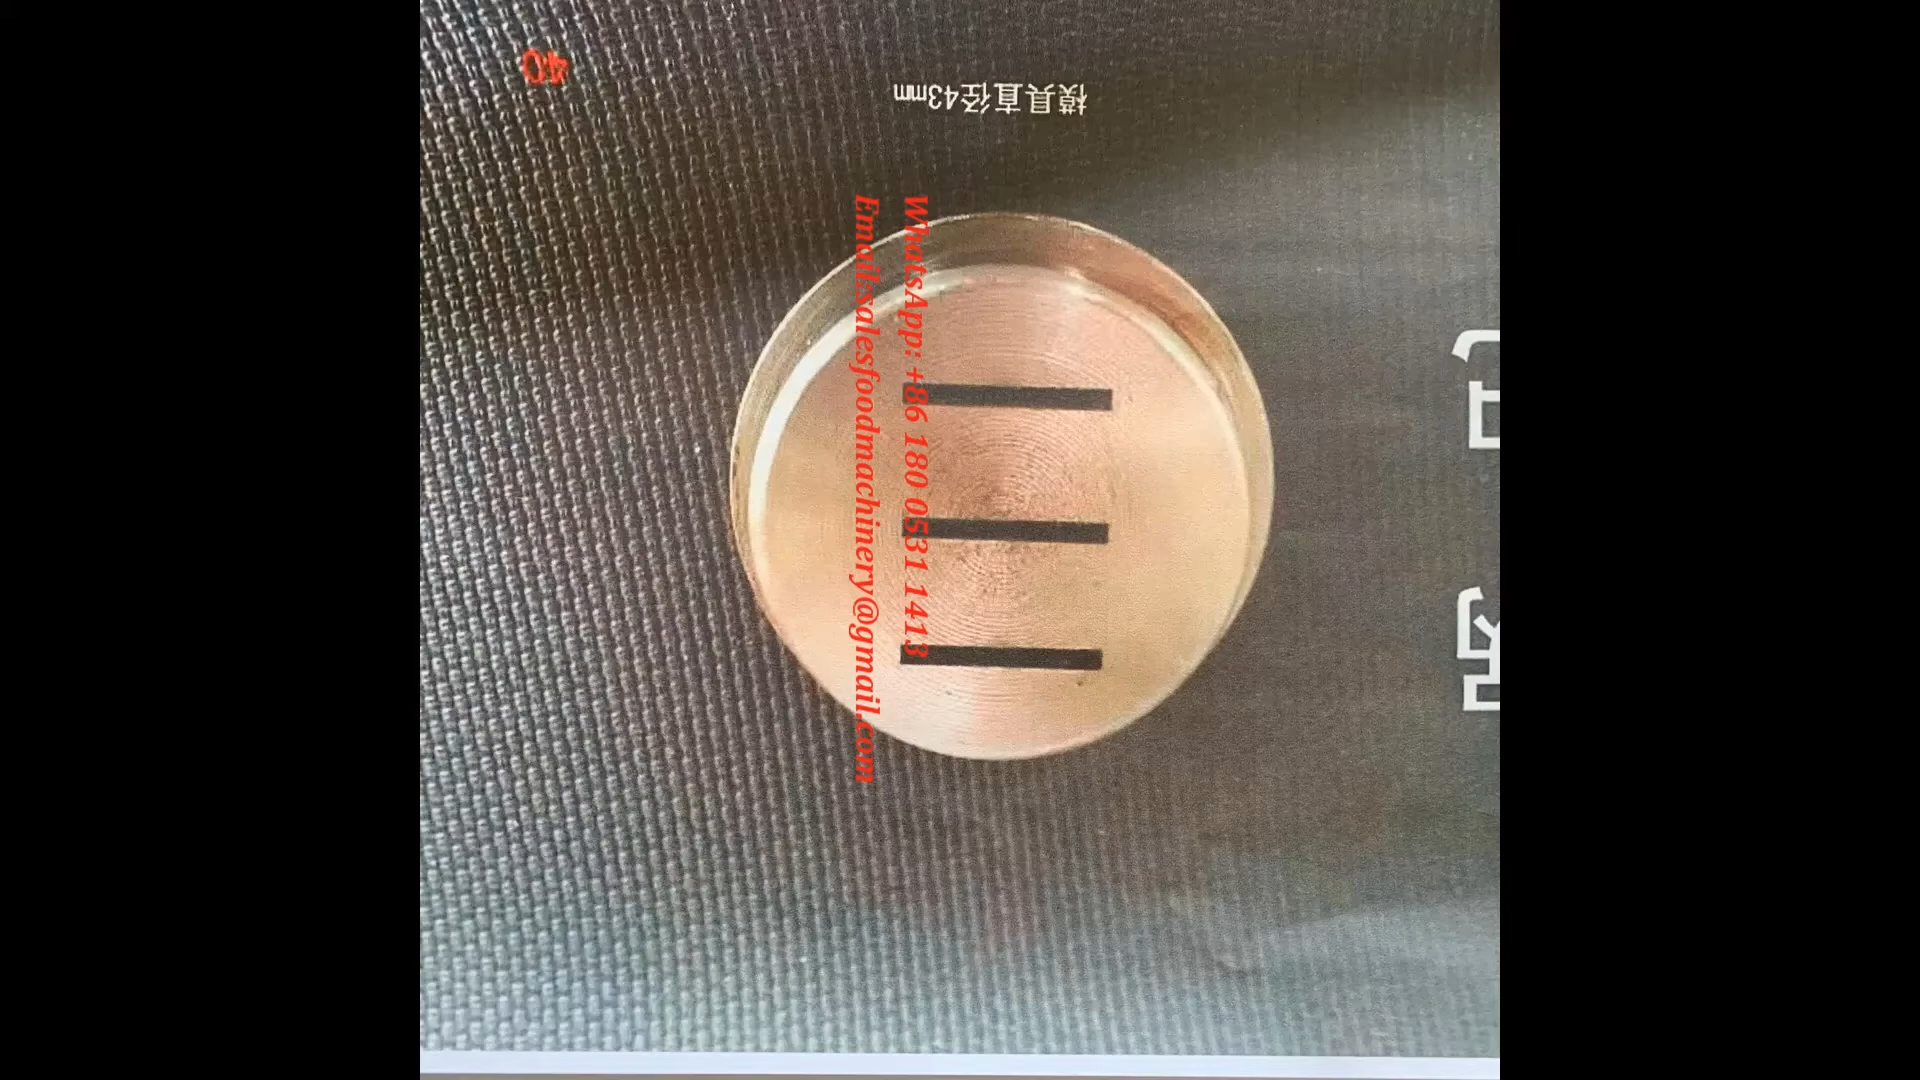 40
模具直径43mm
WhatsApp: +86 180 0531 1413
Email:salesfoodmachinery@gmail.com